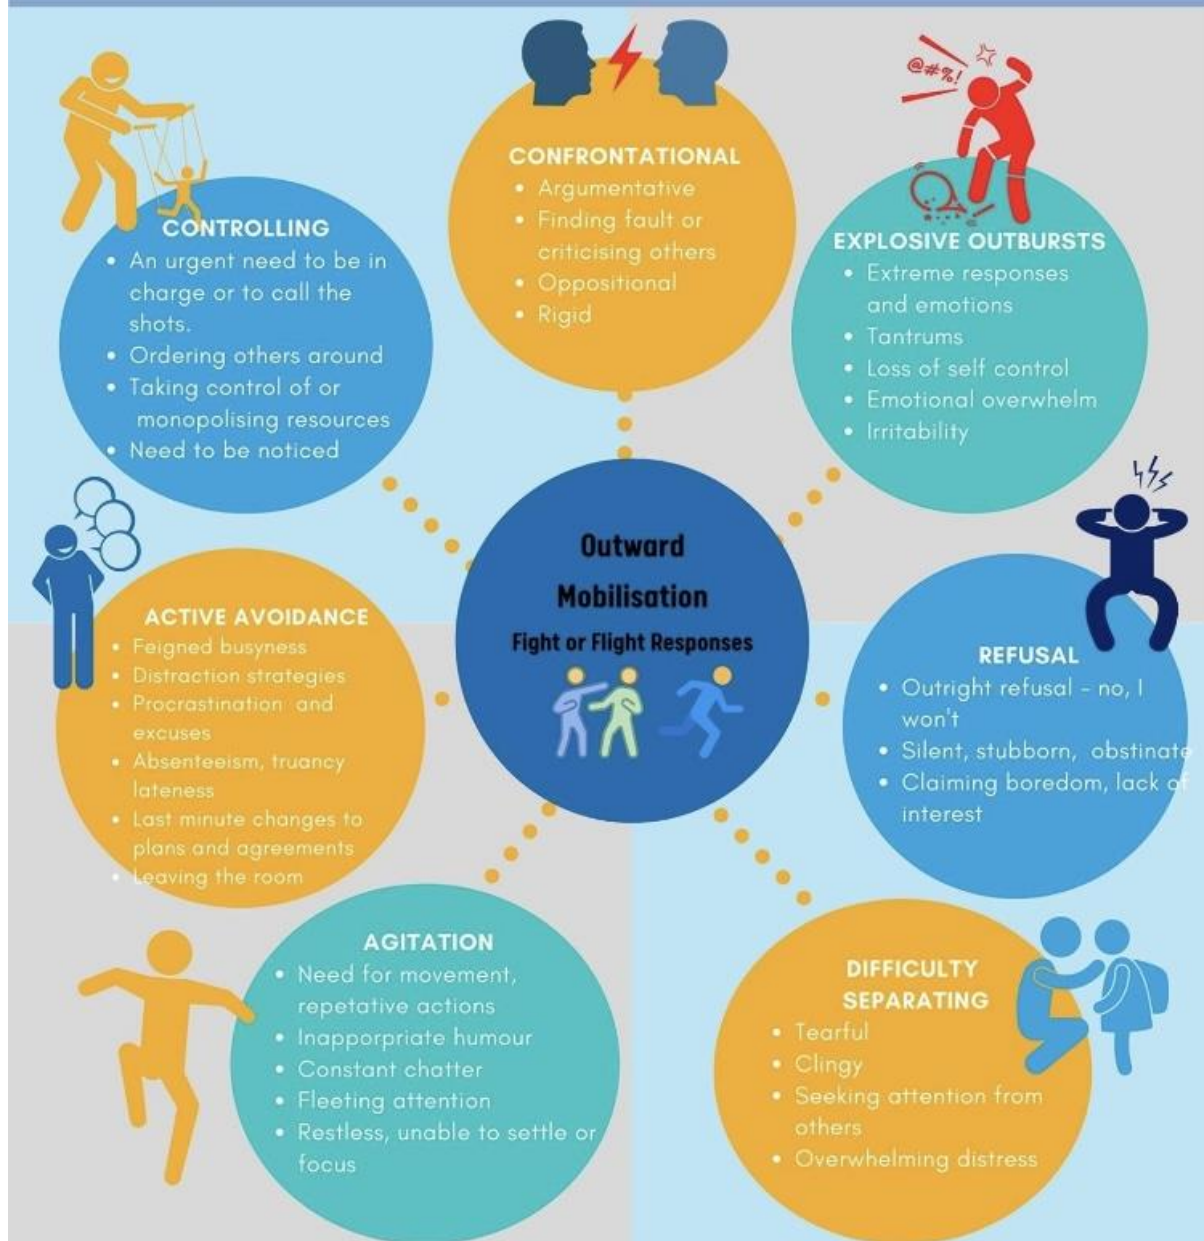 CONFRONTATIONAL
• Argumentative
• Finding fault or
criticising others
• Oppositional
• Rigid
@#%!
CONTROLLING
• An urgent need to be in
charge or to call the
shots.
• Ordering others around
• Taking control of or
monopolising resources
• Need to be noticed
EXPLOSIVE OUTBURSTS
• Extreme responses
and emotions
• Tantrums
• Loss of self control
• Emotional overwhelm
• Irritability
Outward
Mobilisation
Fight or Flight Responses
ACTIVE AVOIDANCE
• Feigned busyness
• Distraction strategies
• Procrastination and
excuses
• Absenteeism, truancy
lateness
• Last minute changes to
plans and agreements
• Leaving the room
REFUSAL
• Outright refusal - no, I
won't
• Silent, stubborn, obstinate
• Claiming boredom, lack of
interest
AGITATION
• Need for movement,
repetative actions
• Inapporpriate humour
• Constant chatter
• Fleeting attention
• Restless, unable to settle or
focus
DIFFICULTY
SEPARATING
• Tearful
• Clingy
• Seeking attention from
others
• Overwhelming distress